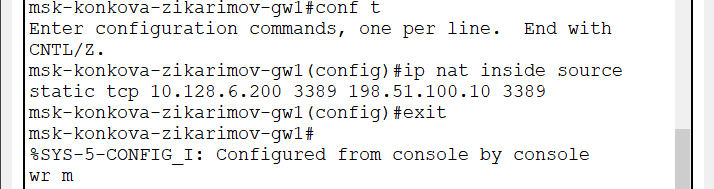 msk-konkova-zikarimov-gw1#conf t
Enter configuration commands, one per line.  End with
CNTL/Z.
msk-konkova-zikarimov-gw1(config)#ip nat inside source
static tcp 10.128.6.200 3389 198.51.100.10 3389
msk-konkova-zikarimov-gw1(config)#exit
msk-konkova-zikarimov-gw1#
%SYS-5-CONFIG_I: Configured from console by console
wr m